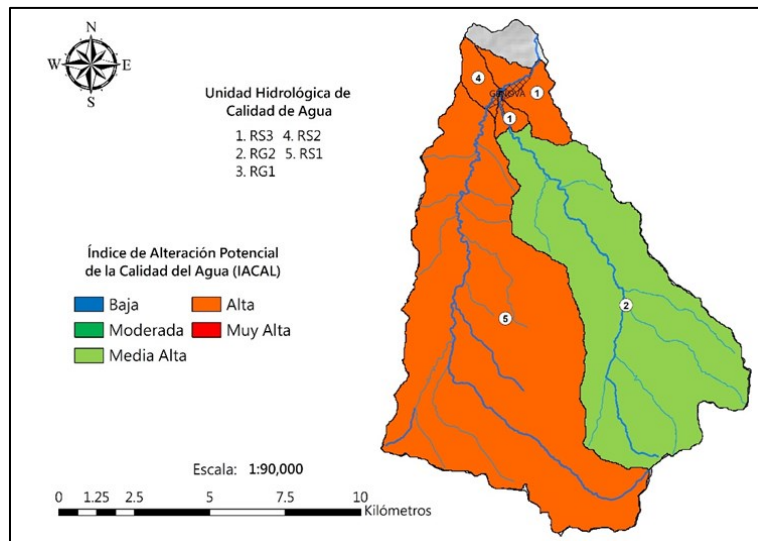 N
W E
S
Unidad Hidrológica de
Calidad de Agua
1. RS3 4. RS2
2. RG2 5. RS1
3. RG1
4
1
GENOVA
1
Índice de Alteración Potencial
de la Calidad del Agua (IACAL)
Baja Alta
Moderada Muy Alta
Media Alta
2
5
Escala: 1:90,000
0 1.25 2.5 5 7.5 10
Kilómetros